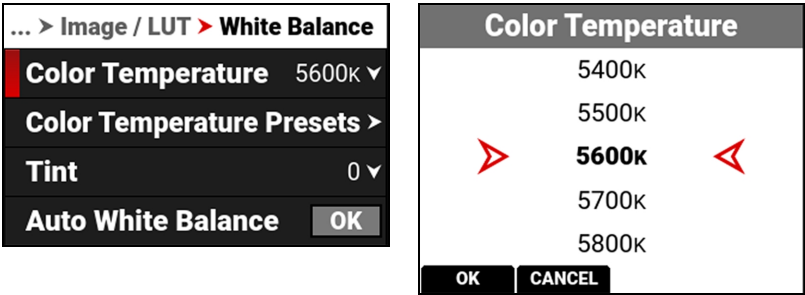 ... > Image / LUT > White Balance
Color Temperature 5600K
Color Temperature Presets >
Tint 0
Auto White Balance OK
Color Temperature
5400K
5500K
5600K
5700K
5800K
OK CANCEL